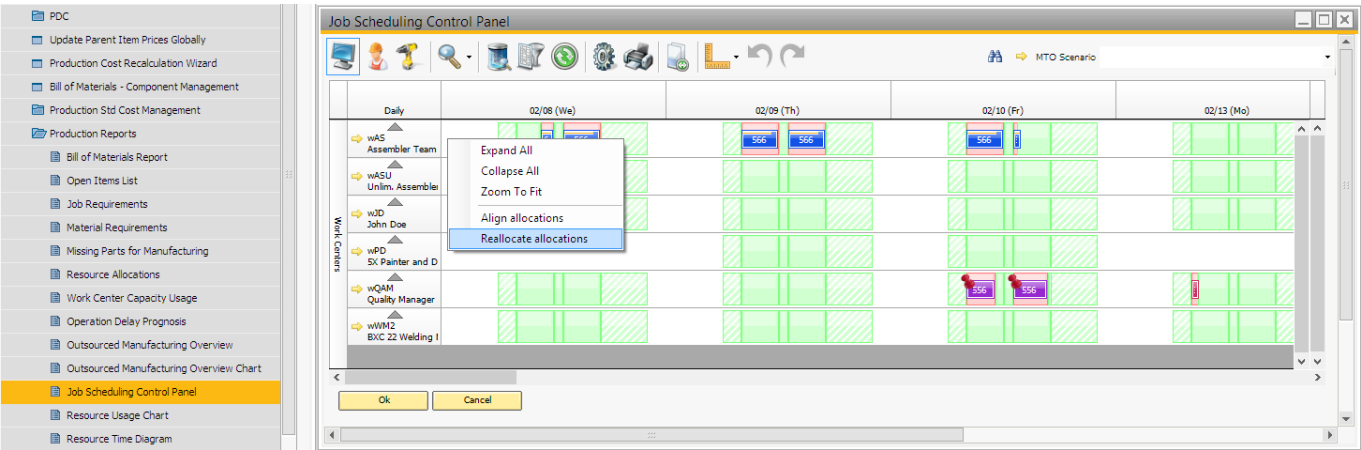 PDC
Update Parent Item Prices Globally
Production Cost Recalculation Wizard
Bill of Materials - Component Management
Production Std Cost Management
Production Reports
Bill of Materials Report
Open Items List
Job Requirements
Material Requirements
Missing Parts for Manufacturing
Resource Allocations
Work Center Capacity Usage
Operation Delay Prognosis
Outsourced Manufacturing Overview
Outsourced Manufacturing Overview Chart
Job Scheduling Control Panel
Resource Usage Chart
Resource Time Diagram
Job Scheduling Control Panel
MTO Scenario
Daily
02/08 (We)
02/09 (Th)
02/10 (Fr)
02/13 (Mo)
Work Centers
wAS
Assembler Team
566
566
566
wASU
Unlim. Assembler
wJD
John Doe
wPD
SX Painter and D
wQAM
Quality Manager
556
556
wWM2
BXC 22 Welding
Expand All
Collapse All
Zoom To Fit
Align allocations
Reallocate allocations
Ok
Cancel